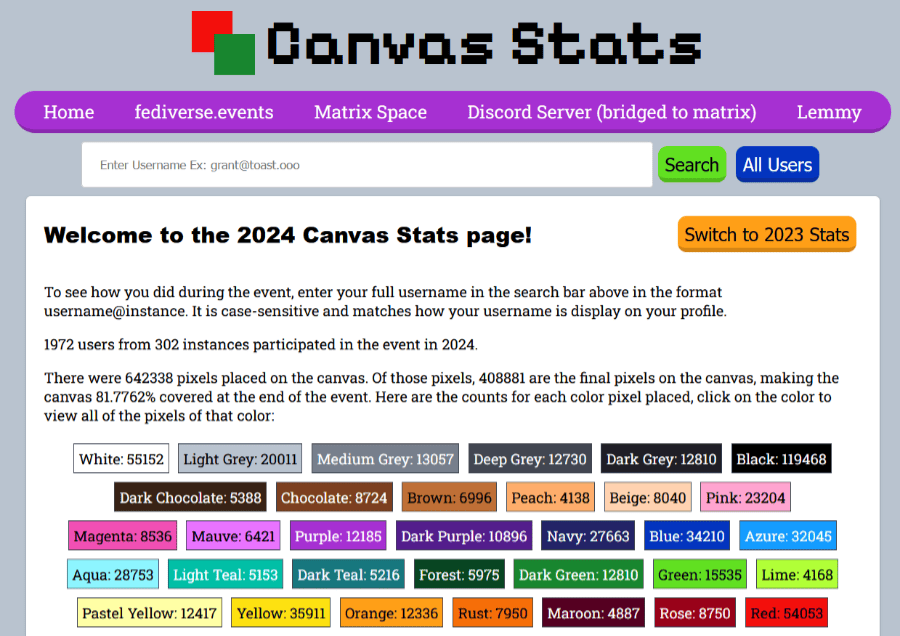 Canvas Stats
Home fediverse.events Matrix Space Discord Server (bridged to matrix) Lemmy
Enter Username Ex: grant@toast.ooo Search All Users
Welcome to the 2024 Canvas Stats page! Switch to 2023 Stats
To see how you did during the event, enter your full username in the search bar above in the format
username@instance. It is case-sensitive and matches how your username is display on your profile.
1972 users from 302 instances participated in the event in 2024.
There were 642338 pixels placed on the canvas. Of those pixels, 408881 are the final pixels on the canvas, making the
canvas 81.7762% covered at the end of the event. Here are the counts for each color pixel placed, click on the color to
view all of the pixels of that color:
White: 55152 Light Grey: 20011 Medium Grey: 13057 Deep Grey: 12730 Dark Grey: 12810 Black: 119468
Dark Chocolate: 5388 Chocolate: 8724 Brown: 6996 Peach: 4138 Beige: 8040 Pink: 23204
Magenta: 8536 Mauve: 6421 Purple: 12185 Dark Purple: 10896 Navy: 27663 Blue: 34210 Azure: 32045
Aqua: 28753 Light Teal: 5153 Dark Teal: 5216 Forest: 5975 Dark Green: 12810 Green: 15535 Lime: 4168
Pastel Yellow: 12417 Yellow: 35911 Orange: 12336 Rust: 7950 Maroon: 4887 Rose: 8750 Red: 54053